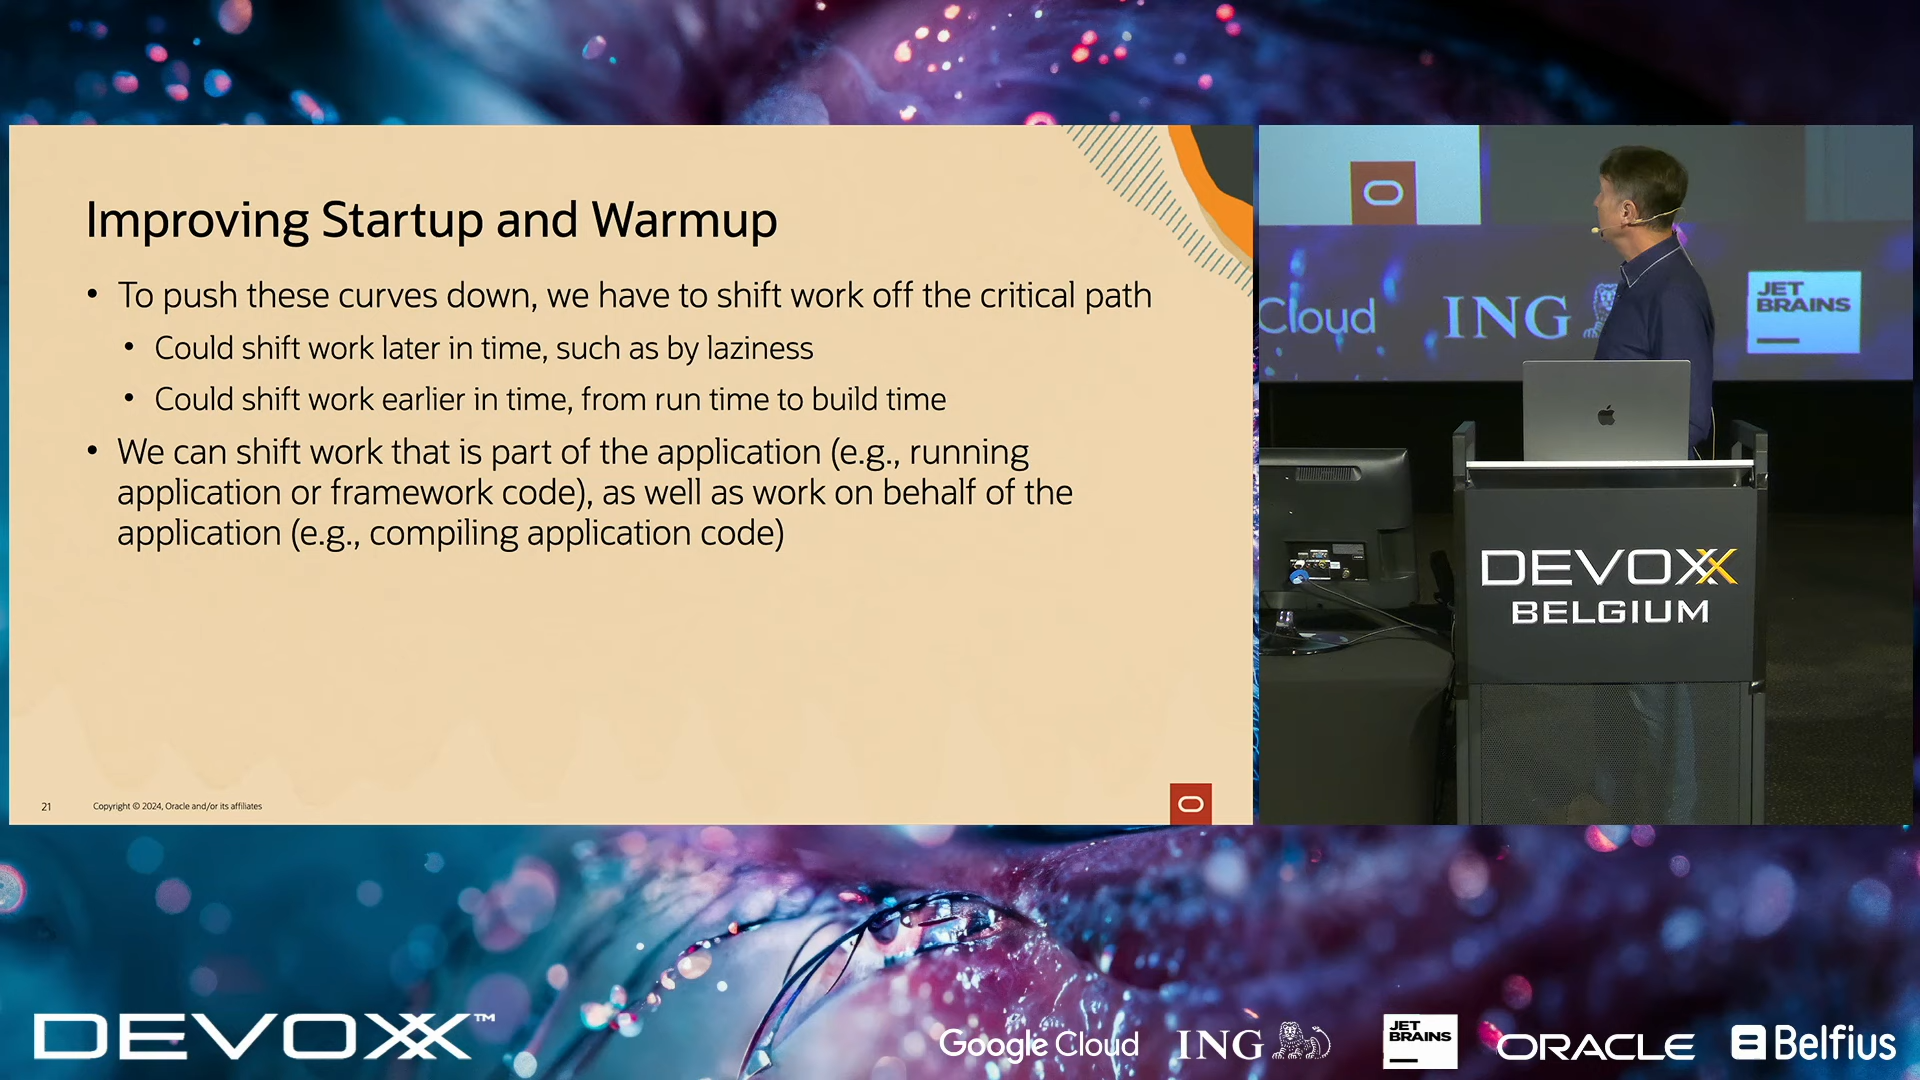 Improving Startup and Warmup
• To push these curves down, we have to shift work off the critical path
• Could shift work later in time, such as by laziness
• Could shift work earlier in time, from run time to build time
• We can shift work that is part of the application (e.g., running
application or framework code), as well as work on behalf of the
application (e.g., compiling application code)
21
Copyright © 2024, Oracle and/or its affiliates
Cloud
ING
JET
BRAINS
DEVOXX
BELGIUM
DEVOXX™
Google Cloud
ING
JET
BRAINS
ORACLE
Belfius